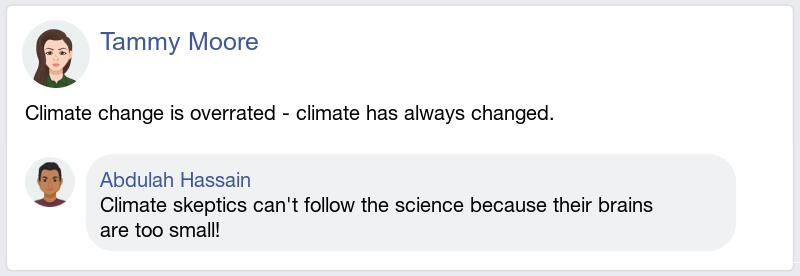 Tammy Moore
Climate change is overrated - climate has always changed.
Abdulah Hassain
Climate skeptics can't follow the science because their brains
are too small!